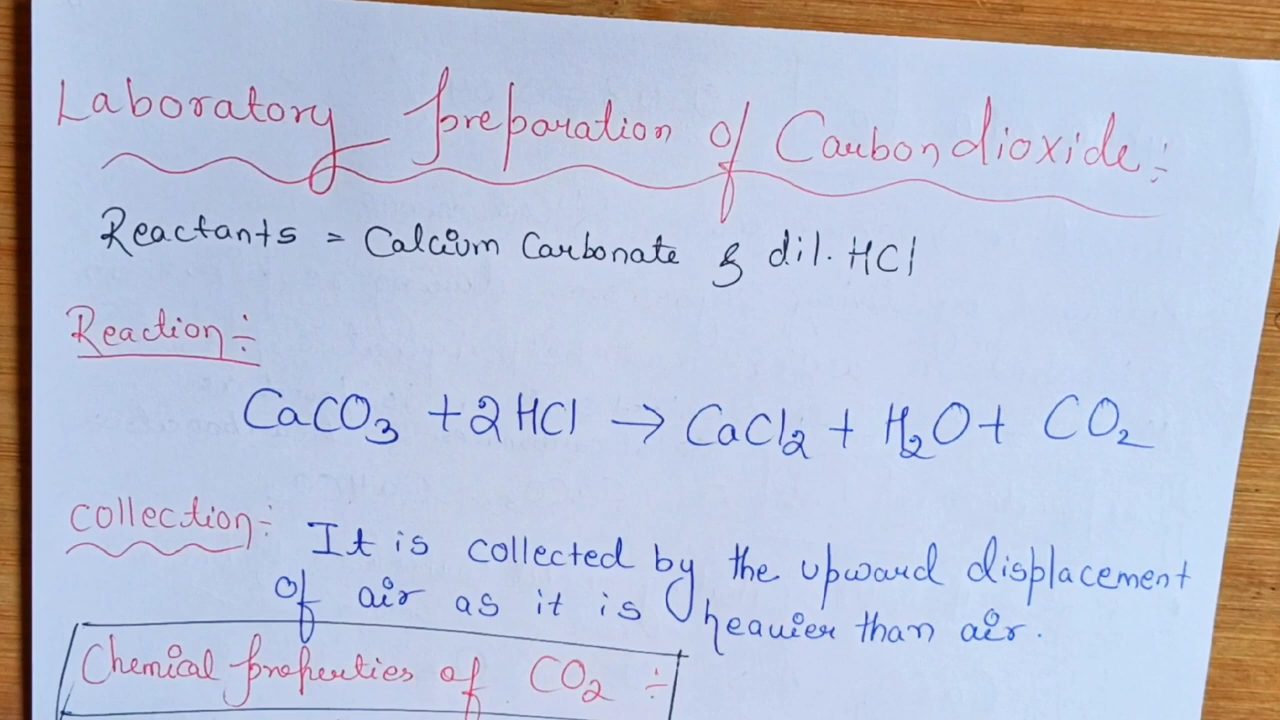 Laboratory preparation of Carbondioxide:-
Reactants = Calcium Carbonate & dil. HCl
Reaction:-
CaCO₃ + 2HCl → CaCl₂ + H₂O + CO₂
Collection:- It is collected by the upward displacement
of air as it is heavier than air.
Chemical properties of CO₂ :-